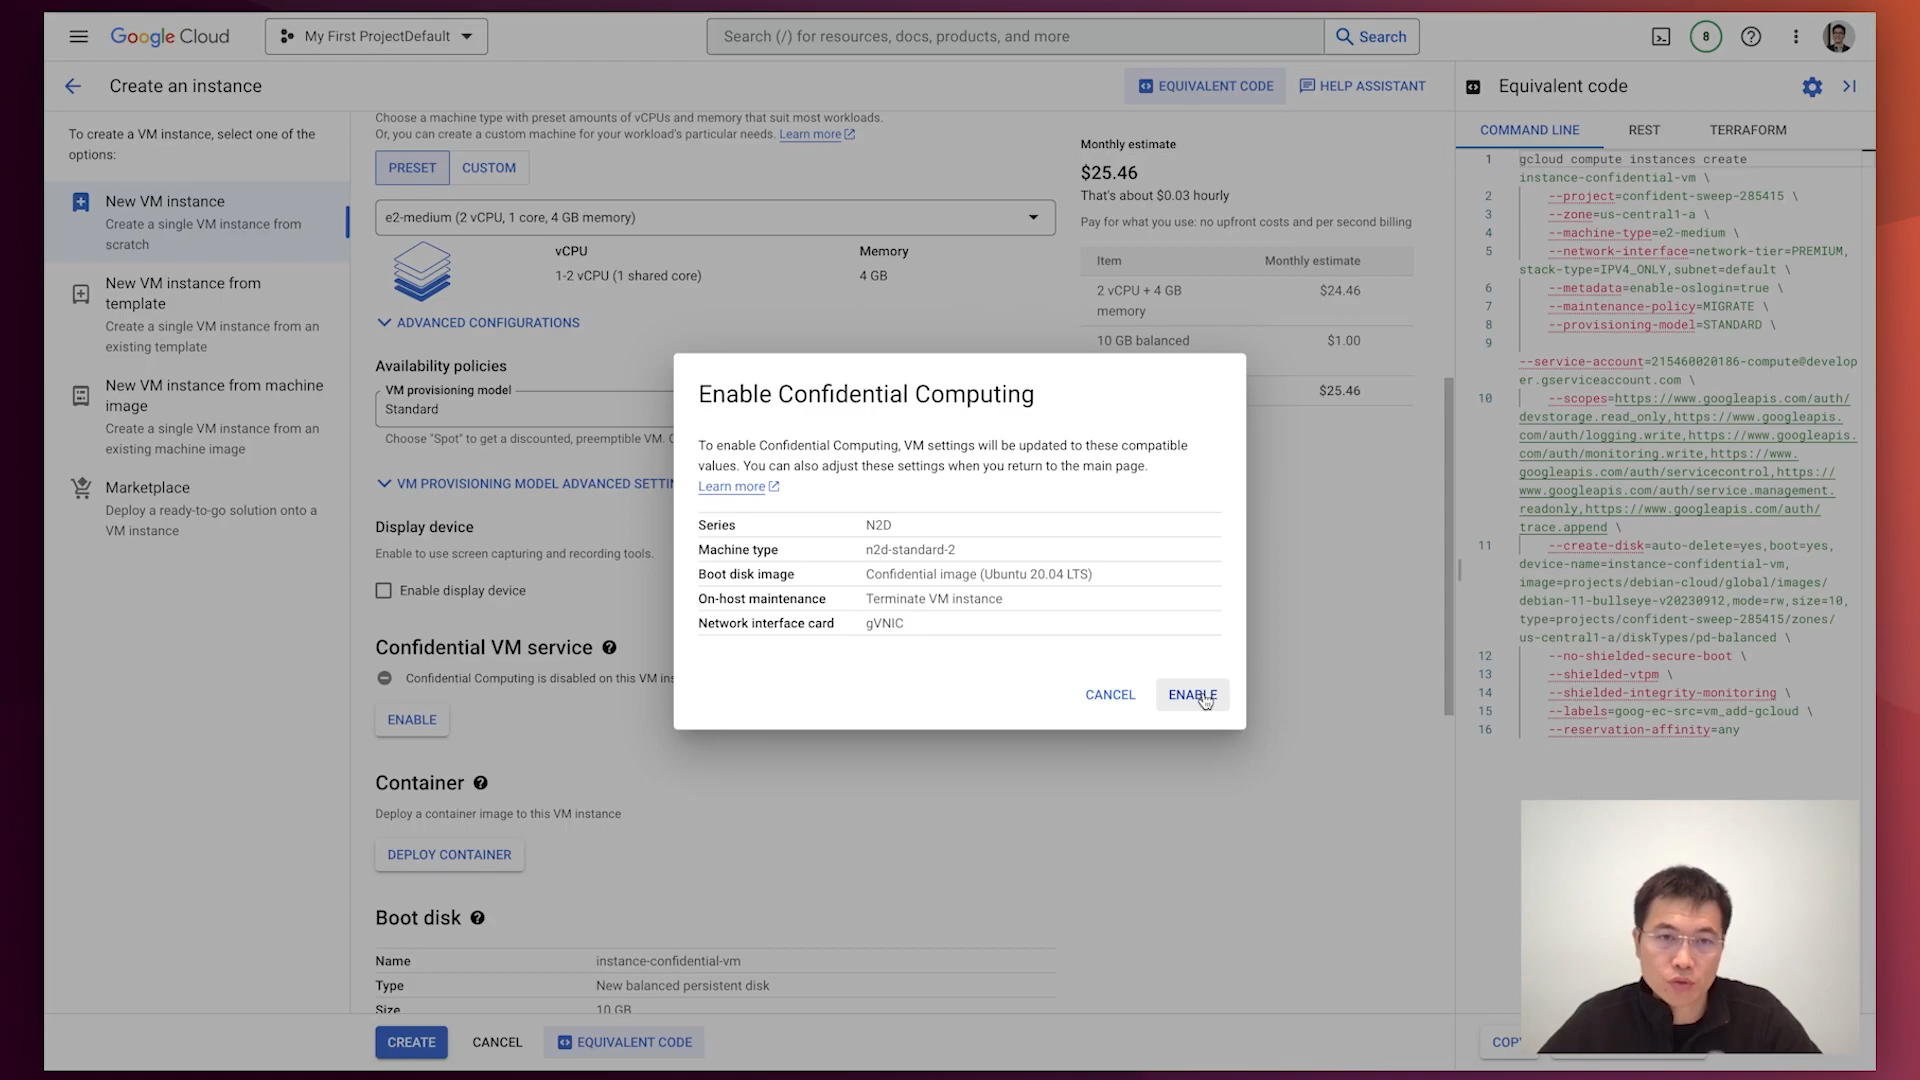 Google Cloud
My First ProjectDefault
Search (/) for resources, docs, products, and more
Search
8
Create an instance
EQUIVALENT CODE
HELP ASSISTANT
To create a VM instance, select one of the
options:
New VM instance
Create a single VM instance from
scratch
New VM instance from
template
Create a single VM instance from an
existing template
New VM instance from machine
image
Create a single VM instance from an
existing machine image
Marketplace
Deploy a ready-to-go solution onto a
VM instance
Choose a machine type with preset amounts of vCPUs and memory that suit most workloads.
Or, you can create a custom machine for your workload's particular needs. Learn more
PRESET
CUSTOM
e2-medium (2 vCPU, 1 core, 4 GB memory)
vCPU
Memory
1-2 vCPU (1 shared core)
4 GB
ADVANCED CONFIGURATIONS
Availability policies
VM provisioning model
Standard
Choose "Spot" to get a discounted, preemptible VM.
VM PROVISIONING MODEL ADVANCED SETTIN
Display device
Enable to use screen capturing and recording tools.
Enable display device
Confidential VM service
Confidential Computing is disabled on this VM ins
ENABLE
Container
Deploy a container image to this VM instance
DEPLOY CONTAINER
Boot disk
Name
instance-confidential-vm
Type
New balanced persistent disk
Size
10 GB
CREATE
CANCEL
EQUIVALENT CODE
Monthly estimate
$25.46
That's about $0.03 hourly
Pay for what you use: no upfront costs and per second billing
Item
Monthly estimate
2 vCPU + 4 GB
memory
$24.46
10 GB balanced
$1.00
$25.46
Enable Confidential Computing
To enable Confidential Computing, VM settings will be updated to these compatible
values. You can also adjust these settings when you return to the main page.
Learn more
Series
N2D
Machine type
n2d-standard-2
Boot disk image
Confidential image (Ubuntu 20.04 LTS)
On-host maintenance
Terminate VM instance
Network interface card
gVNIC
CANCEL
ENABLE
Equivalent code
COMMAND LINE
REST
TERRAFORM
1 gcloud compute instances create
instance-confidential-vm \
2 --project=confident-sweep-285415 \
3 --zone=us-central1-a \
4 --machine-type=e2-medium \
5 --network-interface=network-tier=PREMIUM,
stack-type=IPV4_ONLY,subnet=default \
6 --metadata=enable-oslogin=true \
7 --maintenance-policy=MIGRATE \
8 --provisioning-model=STANDARD \
9
--service-account=215460020186-compute@develop
er.gserviceaccount.com \
10 --scopes=https://www.googleapis.com/auth/
devstorage.read_only,https://www.googleapis.
com/auth/logging.write,https://www.googleapis.
com/auth/monitoring.write,https://www.
googleapis.com/auth/servicecontrol,https://
www.googleapis.com/auth/service.management.
readonly,https://www.googleapis.com/auth/
trace.append \
11 --create-disk=auto-delete=yes,boot=yes,
device-name=instance-confidential-vm,
image=projects/debian-cloud/global/images/
debian-11-bullseye-v20230912,mode=rw,size=10,
type=projects/confident-sweep-285415/zones/
us-central1-a/diskTypes/pd-balanced \
12 --no-shielded-secure-boot \
13 --shielded-vtpm \
14 --shielded-integrity-monitoring \
15 --labels=goog-ec-src=vm_add-gcloud \
16 --reservation-affinity=any
COP